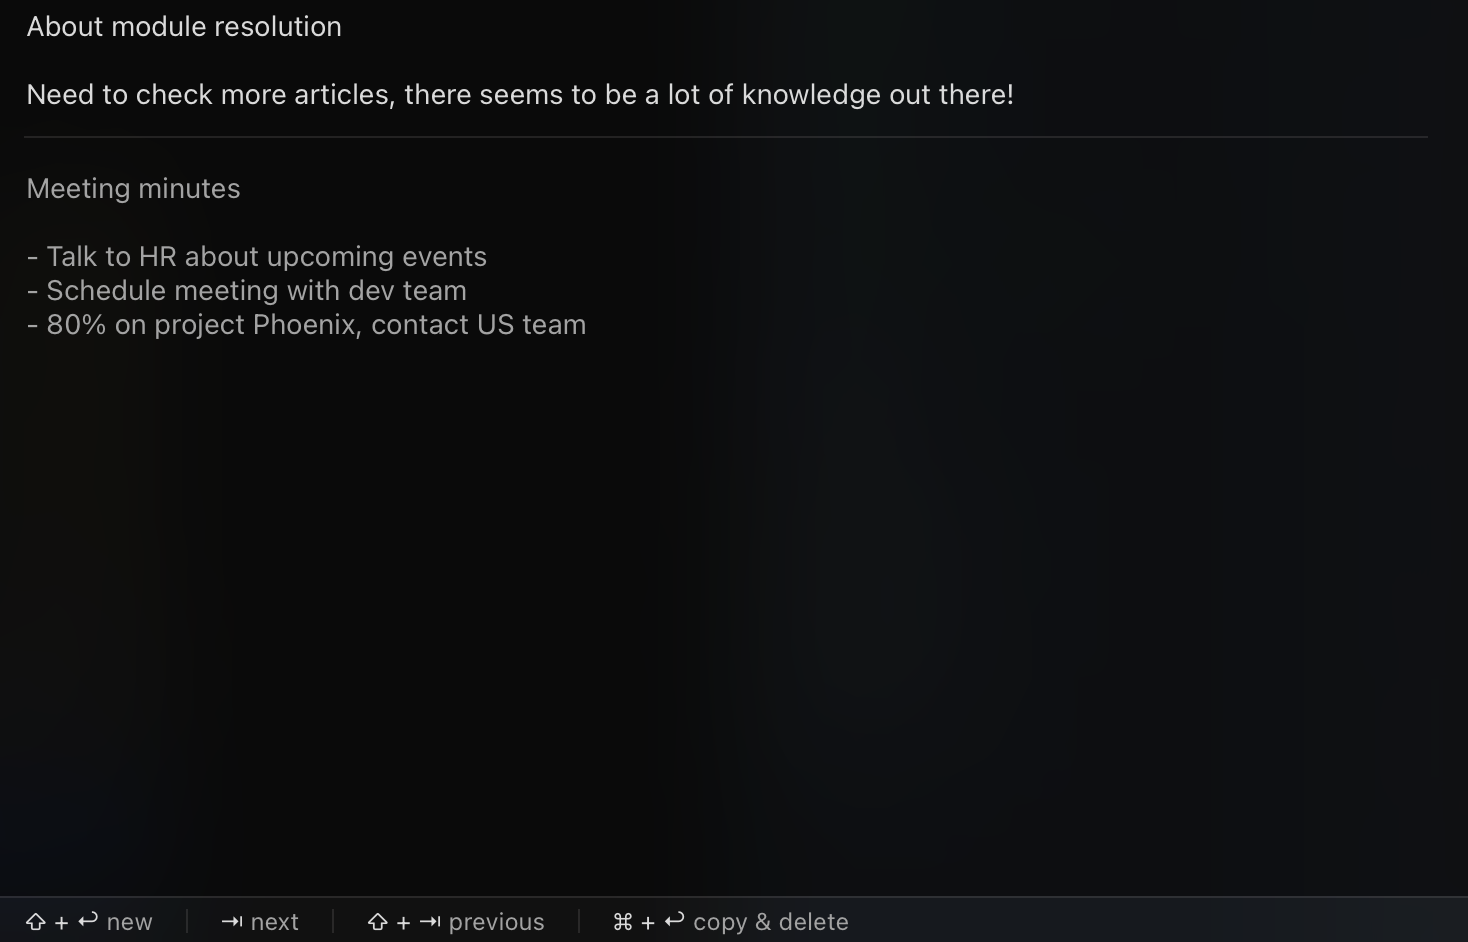 About module resolution
Need to check more articles, there seems to be a lot of knowledge out there!
Meeting minutes
- Talk to HR about upcoming events
- Schedule meeting with dev team
- 80% on project Phoenix, contact US team
⇧ + ↩ new
⇥ next
⇧ + ⇥ previous
⌘ + ↩ copy & delete